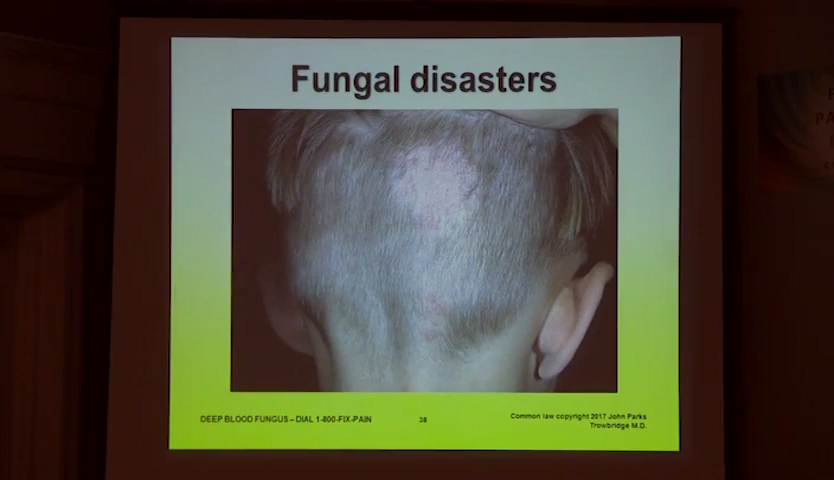 Fungal disasters
DEEP BLOOD FUNGUS – DIAL 1-800-FIX-PAIN
38
Common law copyright 2017 John Parks
Trowbridge M.D.